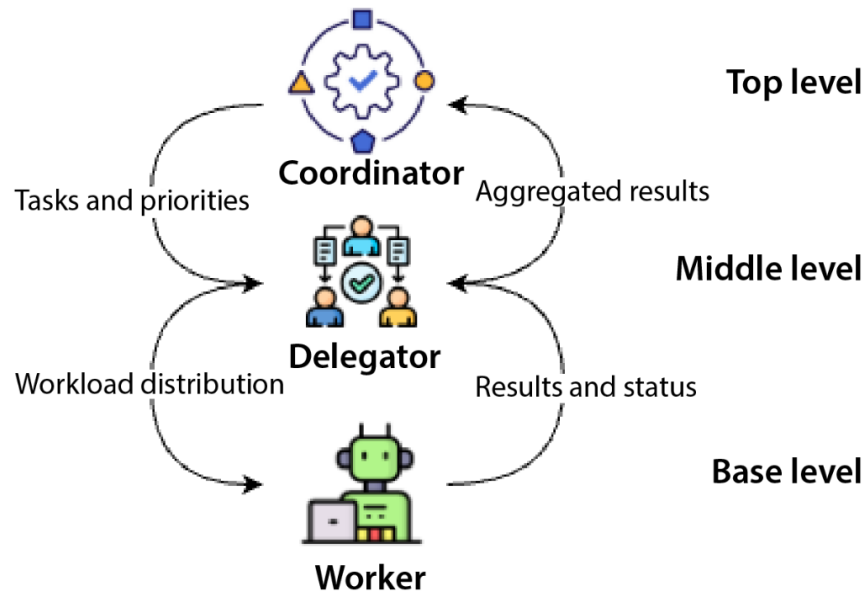 Top level
Coordinator
Tasks and priorities
Aggregated results
Middle level
Delegator
Workload distribution
Results and status
Base level
Worker